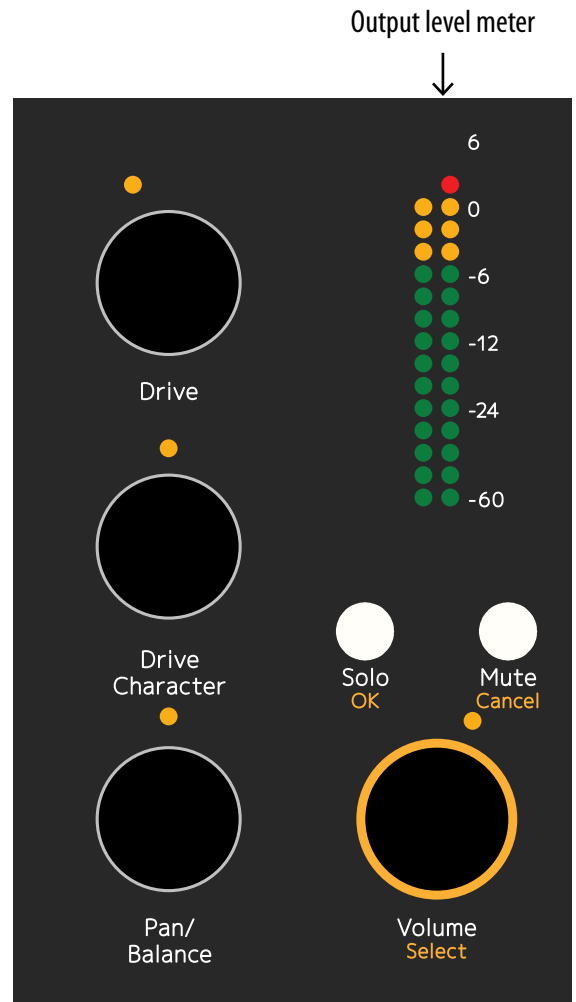 Output level meter
6
0
-6
-12
-24
-60
Drive
Drive
Character
Solo
OK
Mute
Cancel
Pan/
Balance
Volume
Select